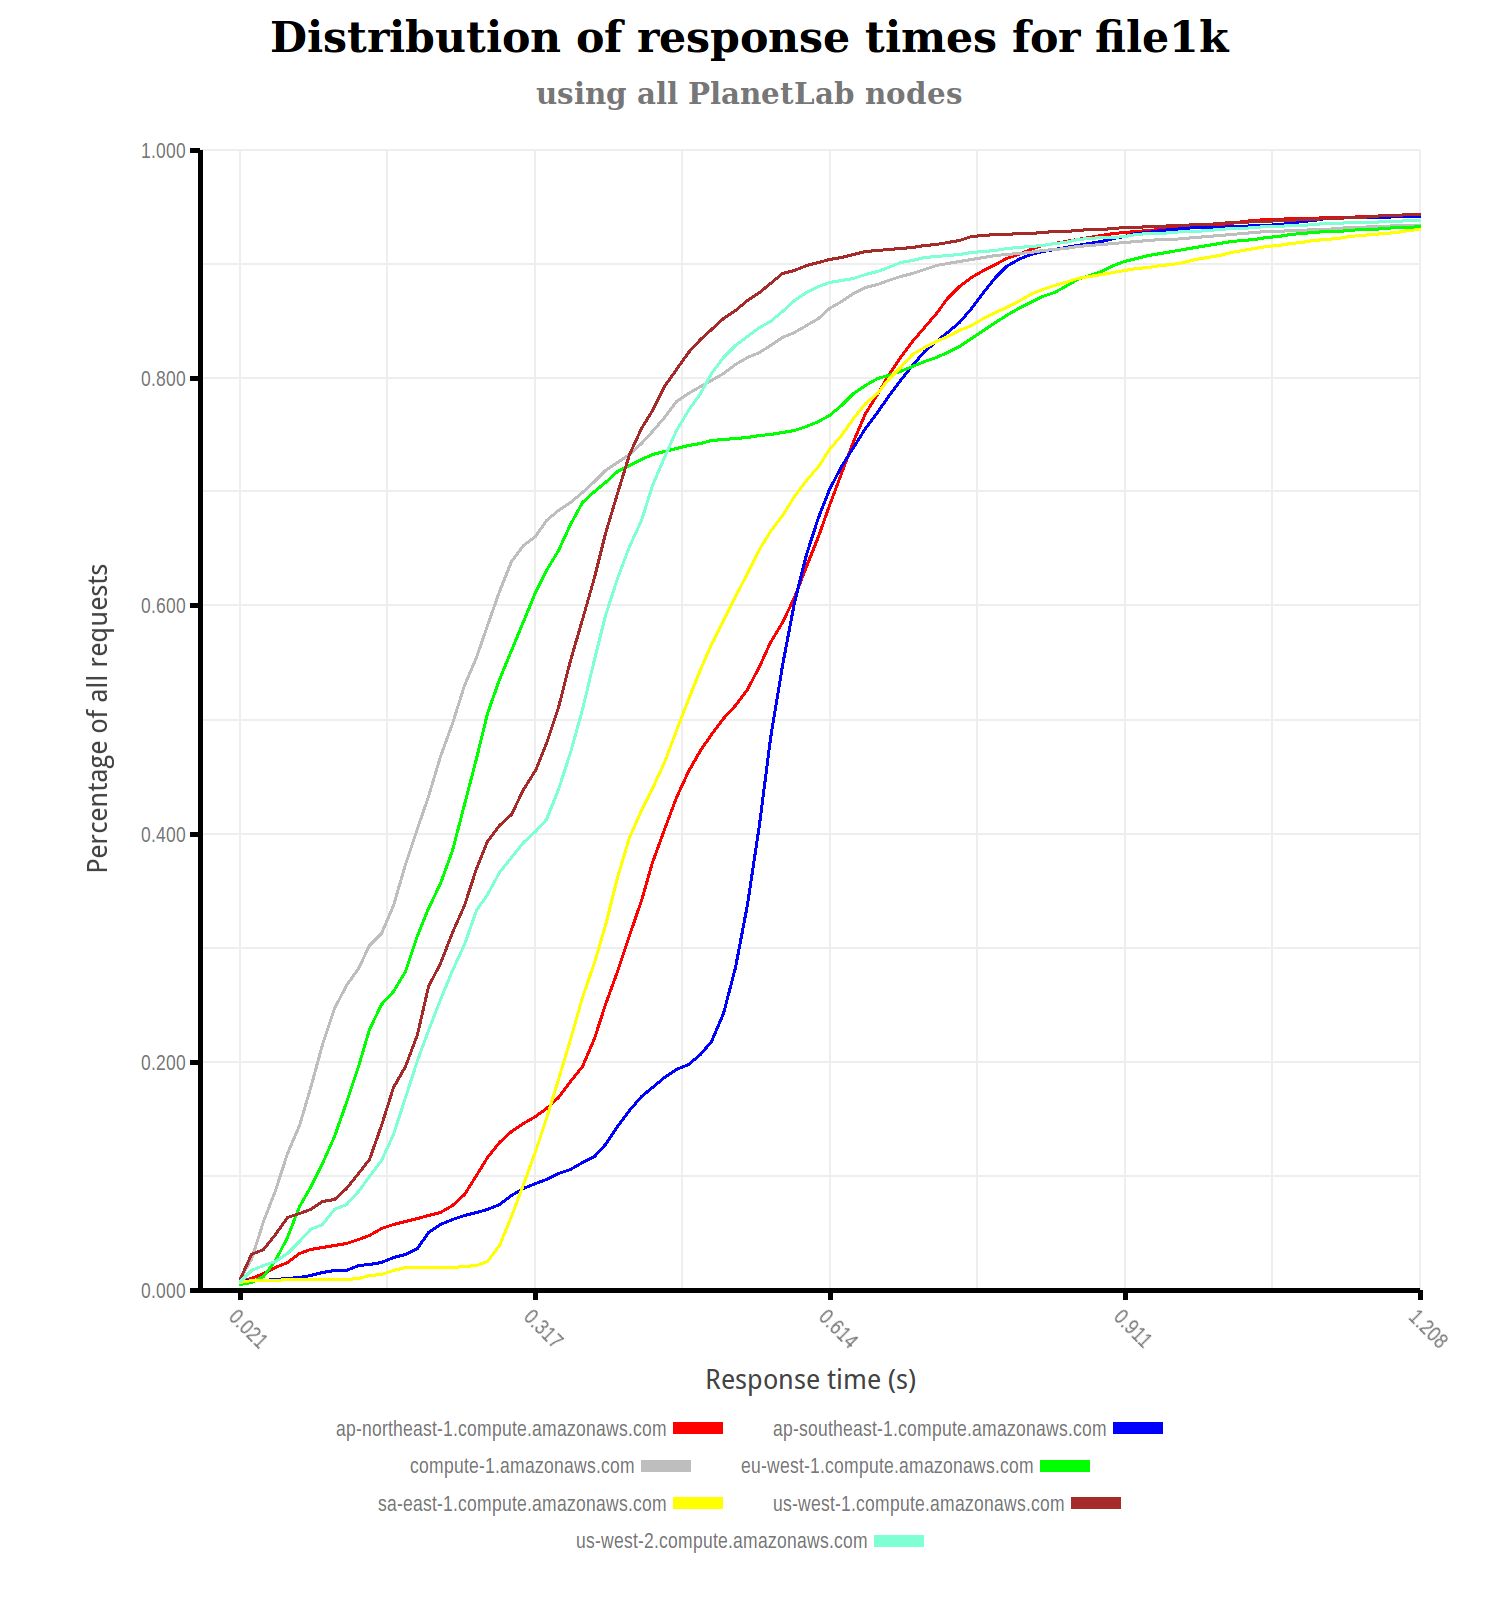 Distribution of response times for file1k
using all PlanetLab nodes
1.000
0.800
0.600
0.400
0.200
0.000
Percentage of all requests
0.021
0.317
0.614
0.911
1.208
Response time (s)
ap-northeast-1.compute.amazonaws.com
ap-southeast-1.compute.amazonaws.com
compute-1.amazonaws.com
eu-west-1.compute.amazonaws.com
sa-east-1.compute.amazonaws.com
us-west-1.compute.amazonaws.com
us-west-2.compute.amazonaws.com